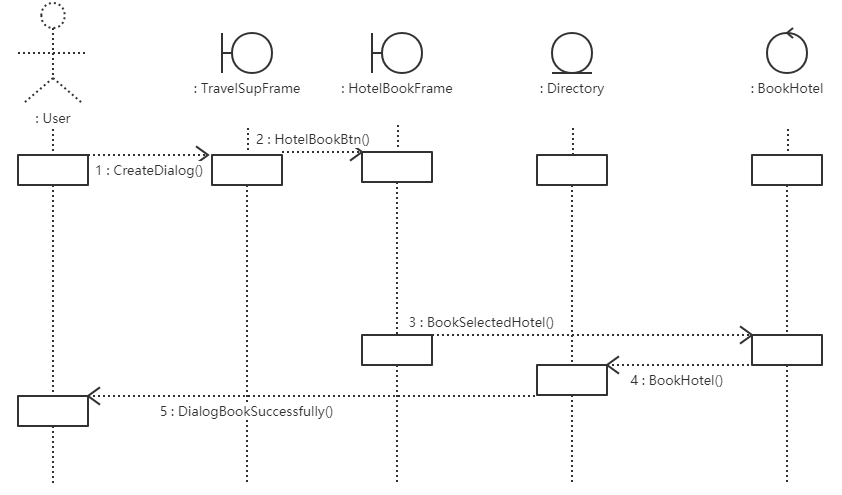 : TravelSupFrame
: HotelBookFrame
: Directory
: BookHotel
: User
2 : HotelBookBtn()
1 : CreateDialog()
3 : BookSelectedHotel()
4 : BookHotel()
5 : DialogBookSuccessfully()